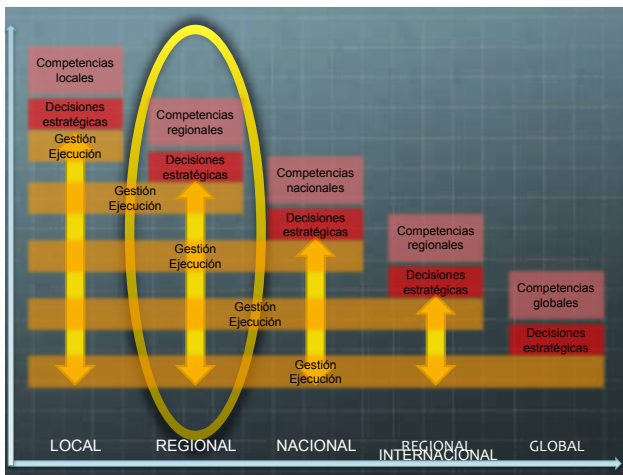 Competencias
locales
Decisiones
estratégicas
Gestión
Ejecución
Competencias
regionales
Decisiones
estratégicas
Gestión
Ejecución
Competencias
nacionales
Decisiones
estratégicas
Gestión
Ejecución
Competencias
regionales
Decisiones
estratégicas
Gestión
Ejecución
Competencias
globales
Decisiones
estratégicas
Gestión
Ejecución
LOCAL
REGIONAL
NACIONAL
REGIONAL
INTERNACIONAL
GLOBAL